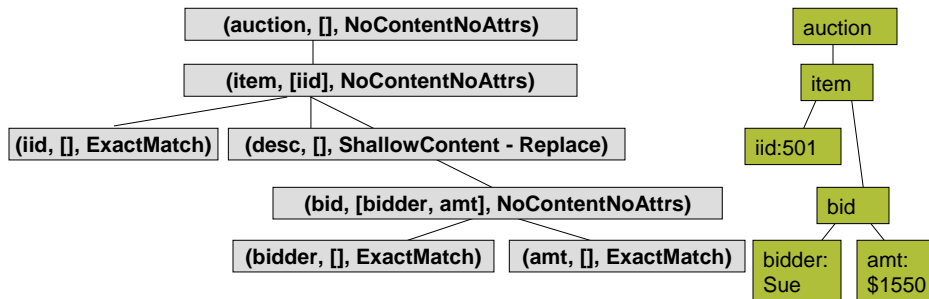 (auction, [], NoContentNoAttrs)
(item, [iid], NoContentNoAttrs)
(iid, [], ExactMatch)
(desc, [], ShallowContent - Replace)
(bid, [bidder, amt], NoContentNoAttrs)
(bidder, [], ExactMatch)
(amt, [], ExactMatch)
auction
item
iid:501
bid
bidder:
Sue
amt:
$1550